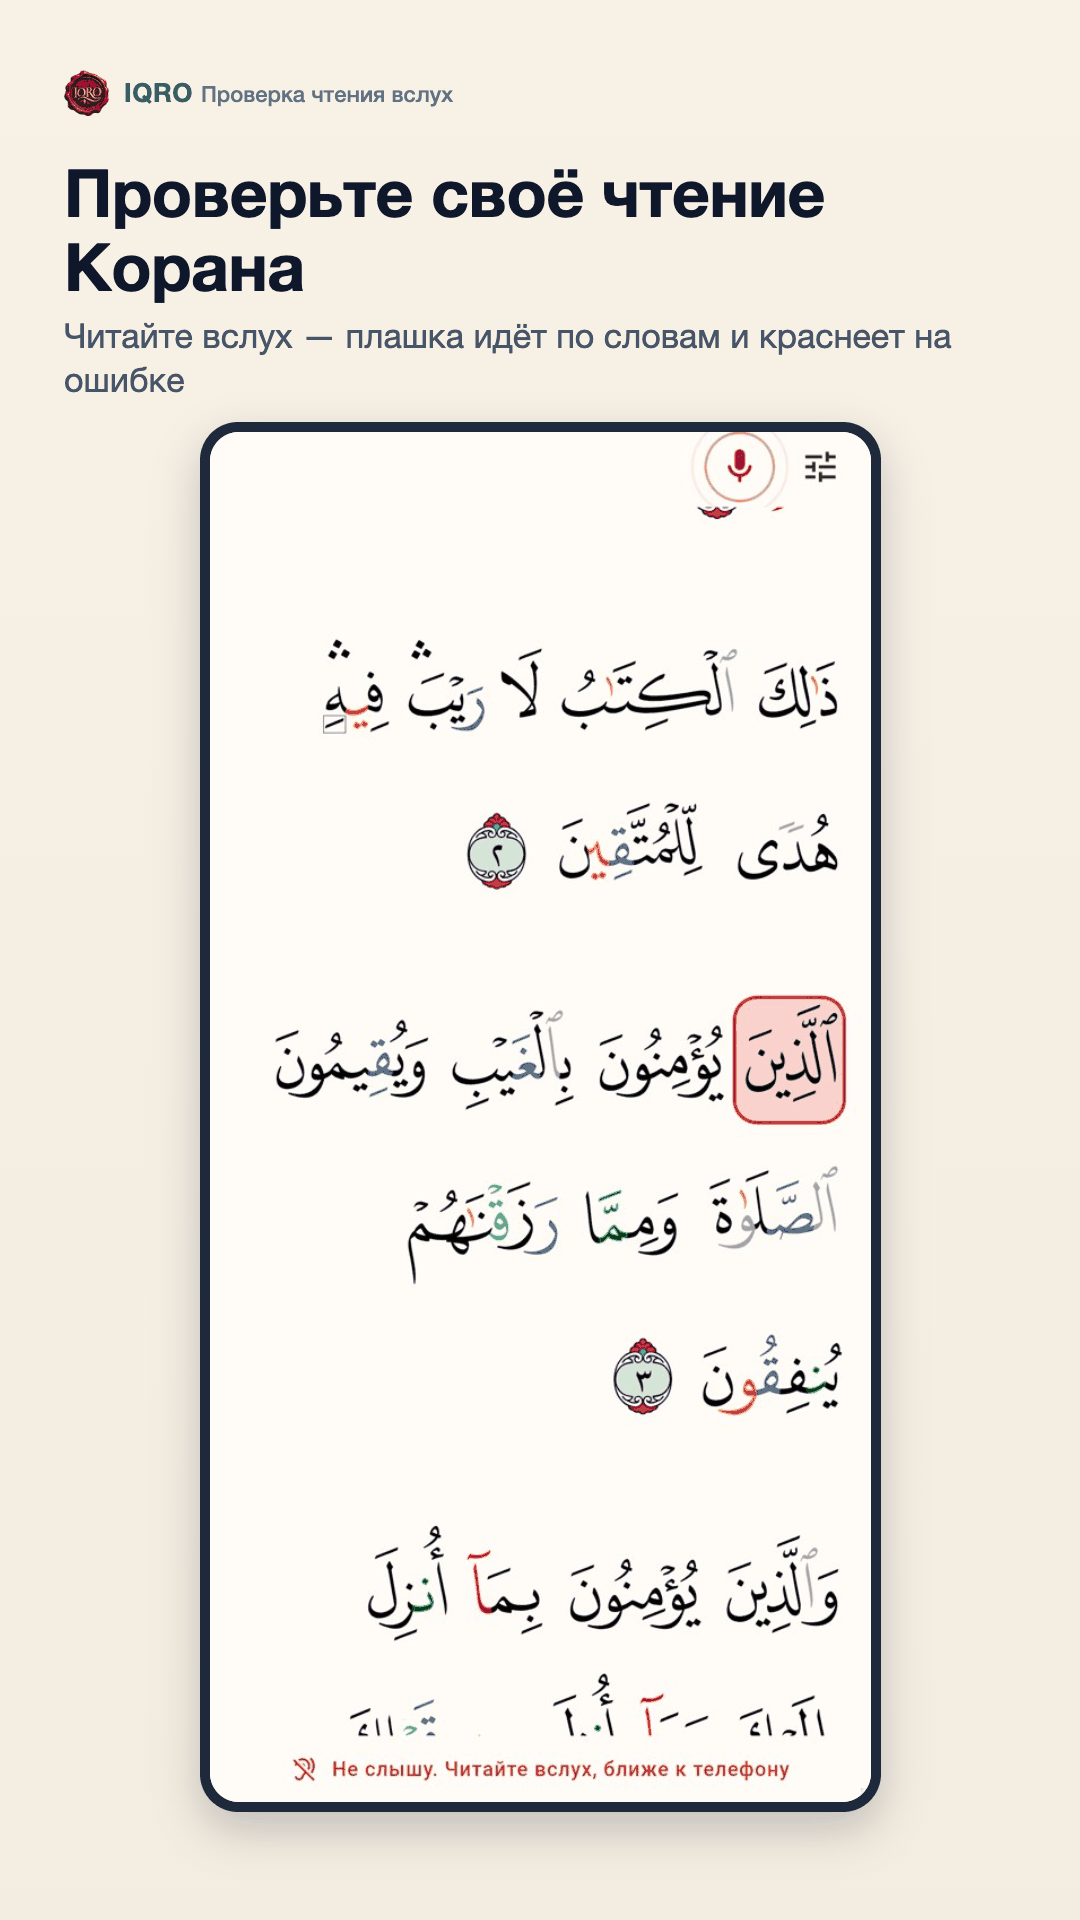 IQRO
IQRO Проверка чтения вслух
Проверьте своё чтение
Корана
Читайте вслух — плашка идёт по словам и краснеет на
ошибке
ذَٰلِكَ ٱلْكِتَـٰبُ لَا رَيْبَ ۛ فِيهِ ۛ
هُدًى لِّلْمُتَّقِينَ ٢
ٱلَّذِينَ يُؤْمِنُونَ بِٱلْغَيْبِ وَيُقِيمُونَ
ٱلصَّلَوٰةَ وَمِمَّا رَزَقْنَـٰهُمْ
يُنفِقُونَ ٣
وَٱلَّذِينَ يُؤْمِنُونَ بِمَآ أُنزِلَ
Не слышу. Читайте вслух, ближе к телефону